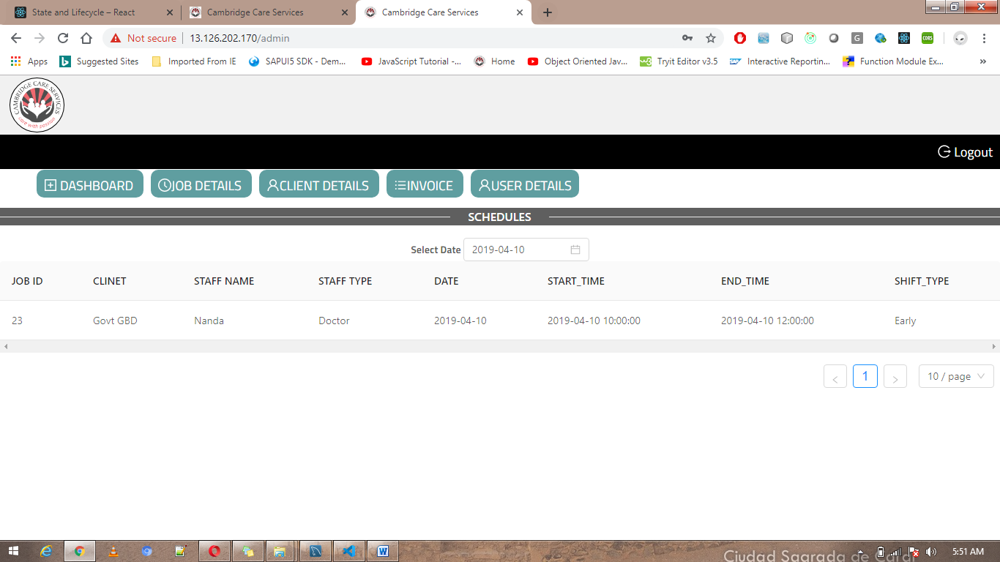 State and Lifecycle – React
Cambridge Care Services
Cambridge Care Services
Not secure 13.126.202.170/admin
G
CORS
Apps
Suggested Sites
Imported From IE
SAPUI5 SDK - Dem...
JavaScript Tutorial -...
Home
Object Oriented Jav...
Tryit Editor v3.5
Interactive Reportin...
Function Module Ex...
»
CAMBRIDGE CARE SERVICES
care with passion
Logout
DASHBOARD
JOB DETAILS
CLIENT DETAILS
INVOICE
USER DETAILS
SCHEDULES
Select Date 2019-04-10
JOB ID CLINET STAFF NAME STAFF TYPE DATE START_TIME END_TIME SHIFT_TYPE
23 Govt GBD Nanda Doctor 2019-04-10 2019-04-10 10:00:00 2019-04-10 12:00:00 Early
1 10 / page
Ciudad Sagrada de Caral
5:51 AM